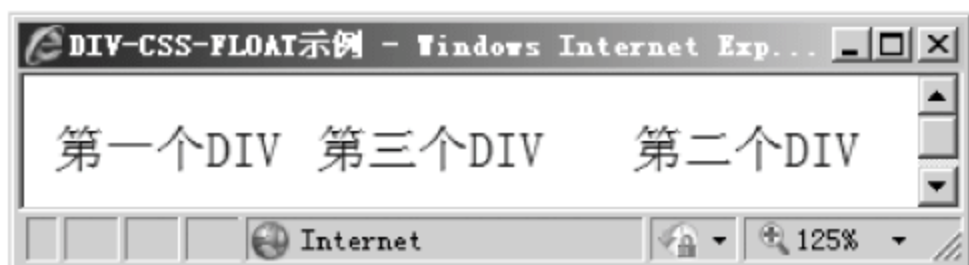 DIV-CSS-FLOAT示例 - Windows Internet Exp...
第一个DIV 第三个DIV 第二个DIV
Internet 125%